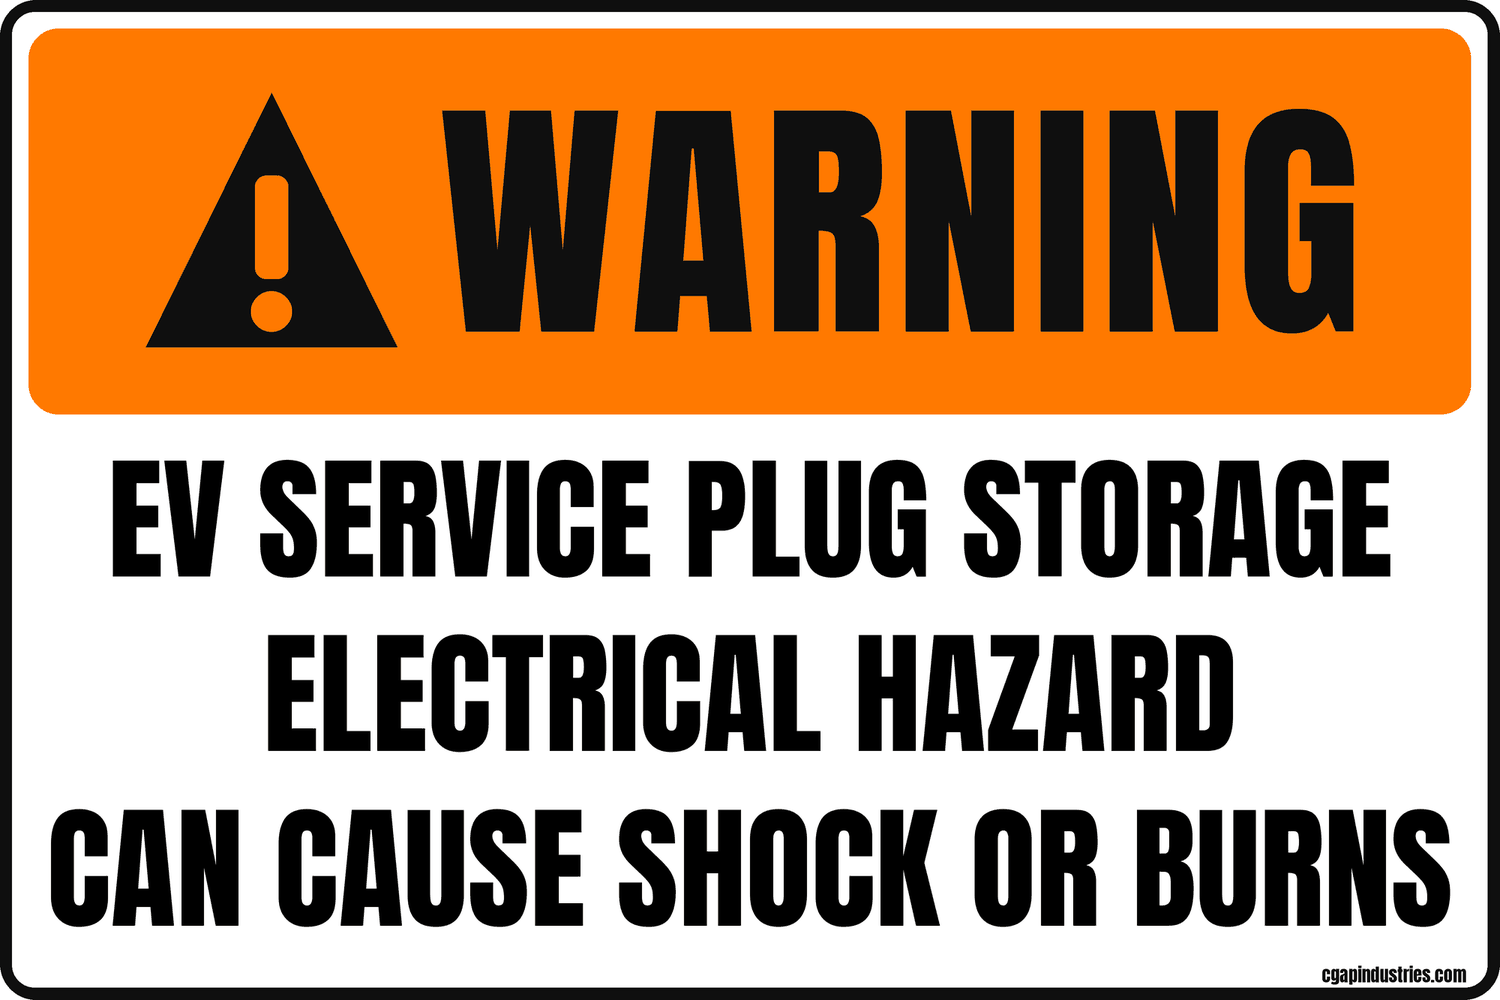 WARNING
EV SERVICE PLUG STORAGE
ELECTRICAL HAZARD
CAN CAUSE SHOCK OR BURNS
cgapindustries.com